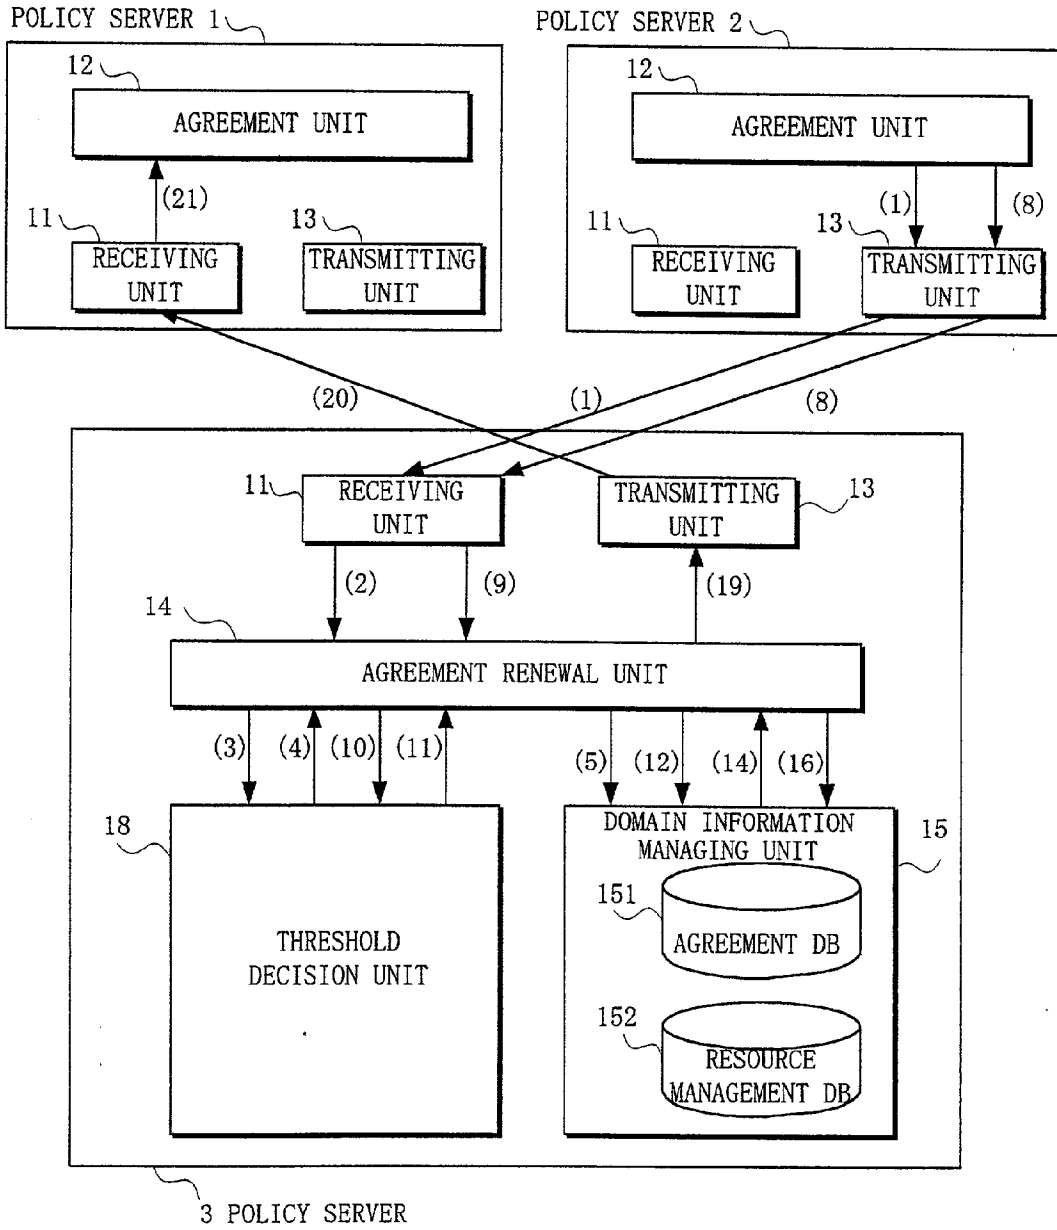 POLICY SERVER 1
POLICY SERVER 2
12
AGREEMENT UNIT
12
AGREEMENT UNIT
(21)
(1)
(8)
11
RECEIVING
UNIT
13
TRANSMITTING
UNIT
11
RECEIVING
UNIT
13
TRANSMITTING
UNIT
(20)
(1)
(8)
11
RECEIVING
UNIT
TRANSMITTING
UNIT
13
(2)
(9)
(19)
14
AGREEMENT RENEWAL UNIT
(3)
(4)
(10)
(11)
(5)
(12)
(14)
(16)
18
THRESHOLD
DECISION UNIT
DOMAIN INFORMATION
MANAGING UNIT
15
151
AGREEMENT DB
152
RESOURCE
MANAGEMENT DB
3 POLICY SERVER